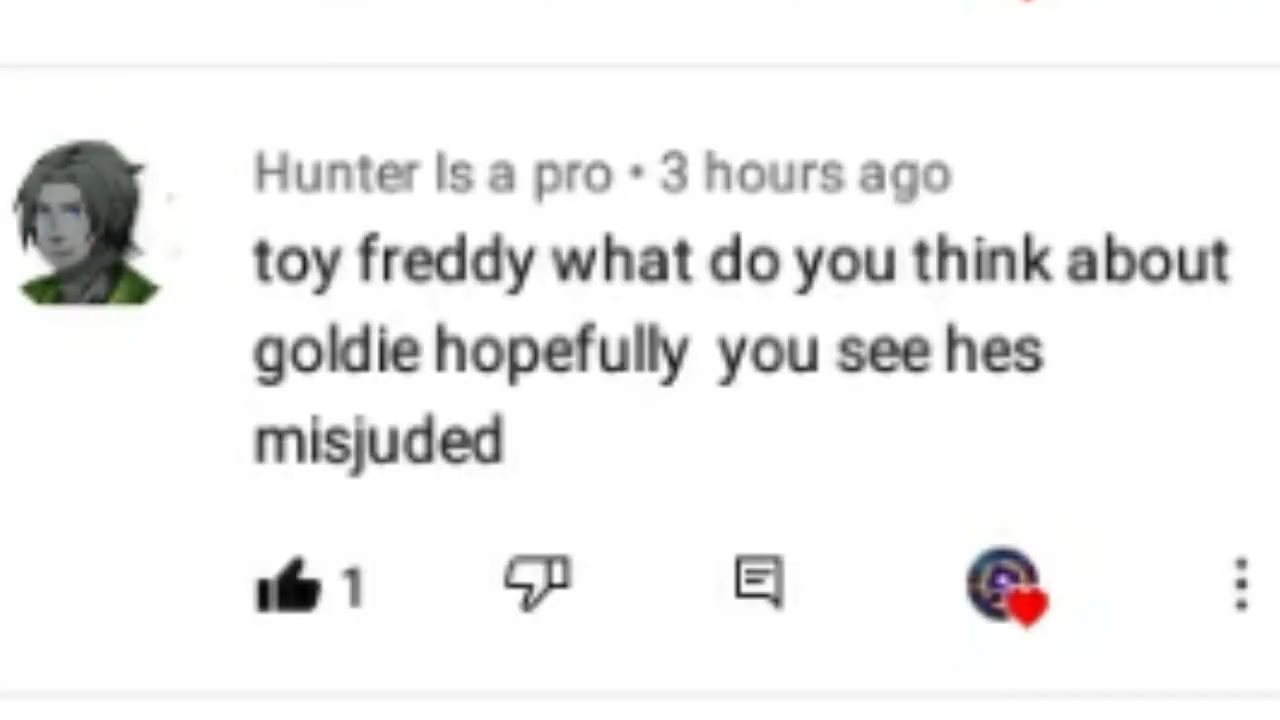 Hunter Is a pro • 3 hours ago
toy freddy what do you think about
goldie hopefully  you see hes
misjuded
1